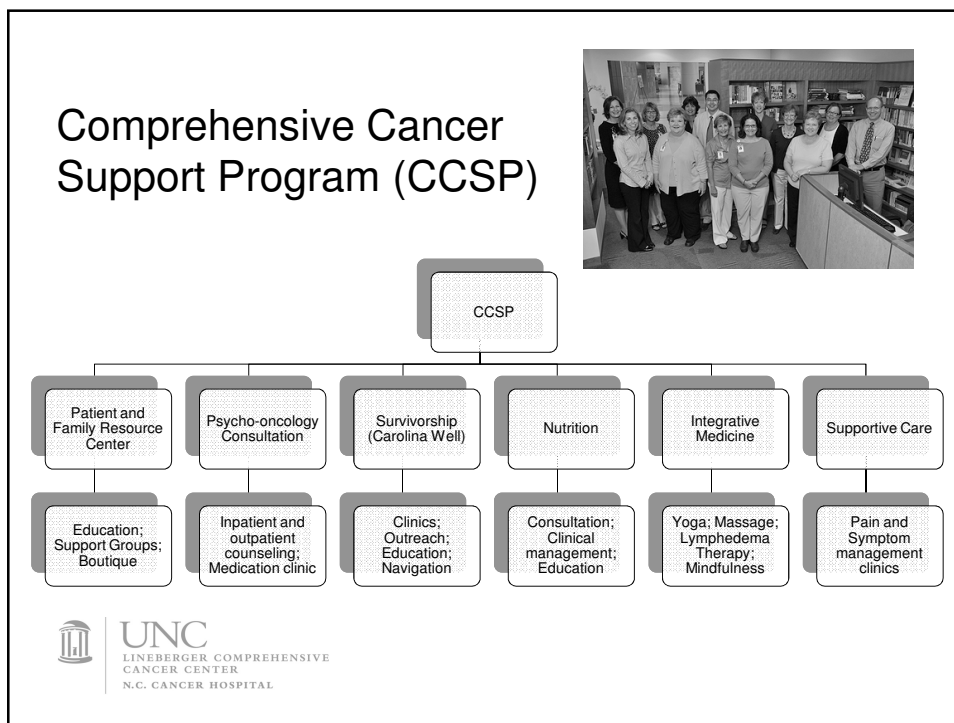 Comprehensive Cancer
Support Program (CCSP)
CCSP
Patient and
Family Resource
Center
Psycho-oncology
Consultation
Survivorship
(Carolina Well)
Nutrition
Integrative
Medicine
Supportive Care
Education;
Support Groups;
Boutique
Inpatient and
outpatient
counseling;
Medication clinic
Clinics;
Outreach;
Education;
Navigation
Consultation;
Clinical
management;
Education
Yoga; Massage;
Lymphedema
Therapy;
Mindfulness
Pain and
Symptom
management
clinics
UNC
LINEBERGER COMPREHENSIVE
CANCER CENTER
N.C. CANCER HOSPITAL